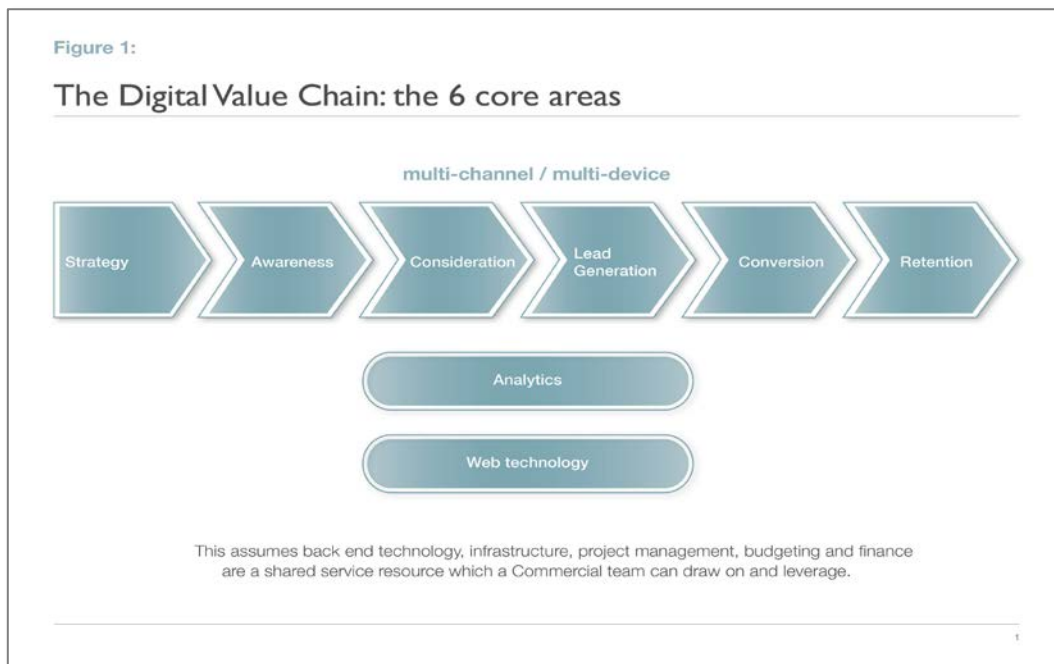 Figure 1:
The Digital Value Chain: the 6 core areas
multi-channel / multi-device
Strategy
Awareness
Consideration
Lead
Generation
Conversion
Retention
Analytics
Web technology
This assumes back end technology, infrastructure, project management, budgeting and finance
are a shared service resource which a Commercial team can draw on and leverage.
1